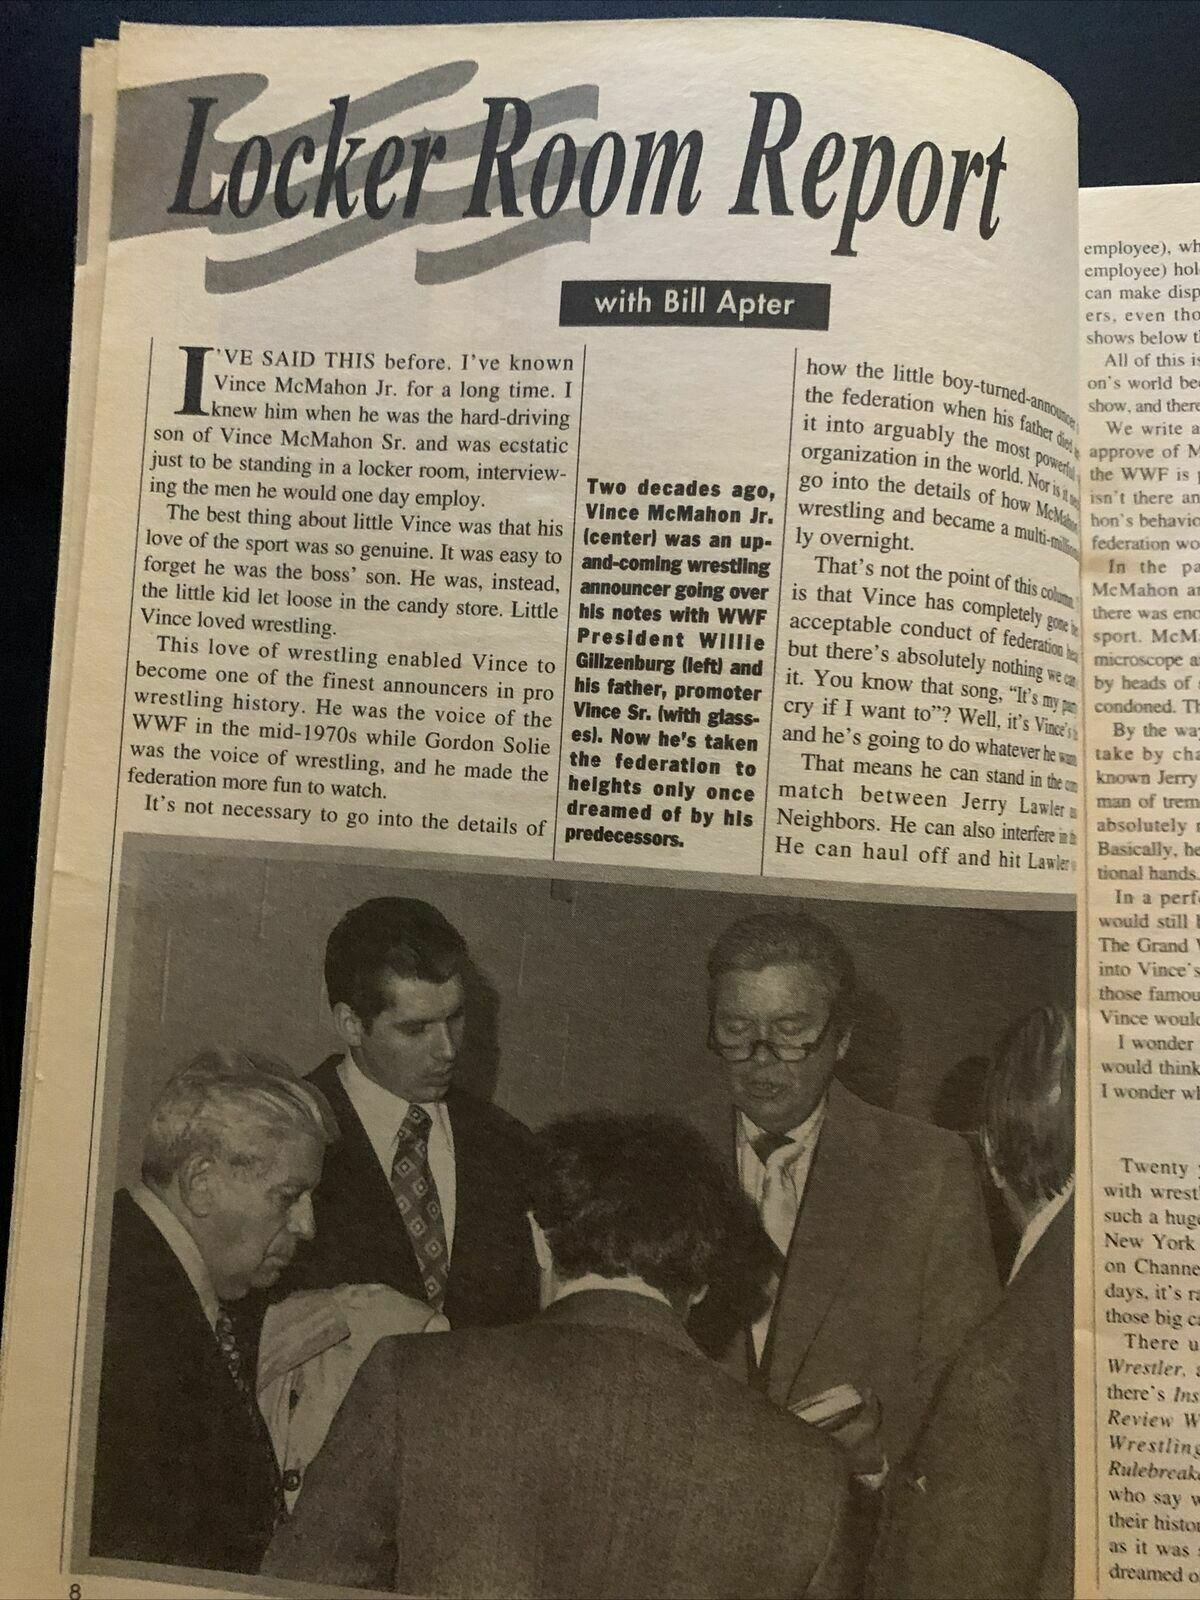 Locker Room Report
with Bill Apter
I'VE SAID THIS before. I've known
Vince McMahon Jr. for a long time. I
knew him when he was the hard-driving
son of Vince McMahon Sr. and was ecstatic
just to be standing in a locker room, interview-
ing the men he would one day employ.
The best thing about little Vince was that his
love of the sport was so genuine. It was easy to
forget he was the boss' son. He was, instead,
the little kid let loose in the candy store. Little
Vince loved wrestling.
This love of wrestling enabled Vince to
become one of the finest announcers in pro
wrestling history. He was the voice of the
WWF in the mid-1970s while Gordon Solie
was the voice of wrestling, and he made the
federation more fun to watch.
It's not necessary to go into the details of
Two decades ago,
Vince McMahon Jr.
(center) was an up-
and-coming wrestling
announcer going over
his notes with WWF
President Willie
Gilzenburg (left) and
his father, promoter
Vince Sr. (with glass-
es). Now he's taken
the federation to
heights only once
dreamed of by his
predecessors.
how the little boy-turned-announcer
the federation when his father died
it into arguably the most powerful
organization in the world. Nor is it
go into the details of how McMahon
wrestling and became a multi-
ly overnight.
That's not the point of this column.
is that Vince has completely gone
acceptable conduct of federation
but there's absolutely nothing we can
it. You know that song, "It's my
cry if I want to"? Well, it's Vince's
and he's going to do whatever he
That means he can stand in the
match between Jerry Lawler
Neighbors. He can also interfere in
He can haul off and hit Lawler
8
employee), wh
employee) hol
can make disp
ers, even tho
shows below t
All of this is
on's world be
show, and there
We write a
approve of M
the WWF is
isn't there an
hon's behavio
federation wo
In the pa
McMahon a
there was eno
sport. McM
microscope a
by heads of
condoned. Th
By the way
take by cha
known Jerry
man of trem
absolutely
Basically, he
tional hands.
In a perf
would still b
The Grand
into Vince's
those famou
Vince would
I wonder
would think
I wonder wh
Twenty
with wrest
such a huge
New York
on Channe
days, it's ra
those big ca
There u
Wrestler,
there's Ins
Review W
Wrestling
Rulebreak
who say w
their histor
as it was
dreamed o